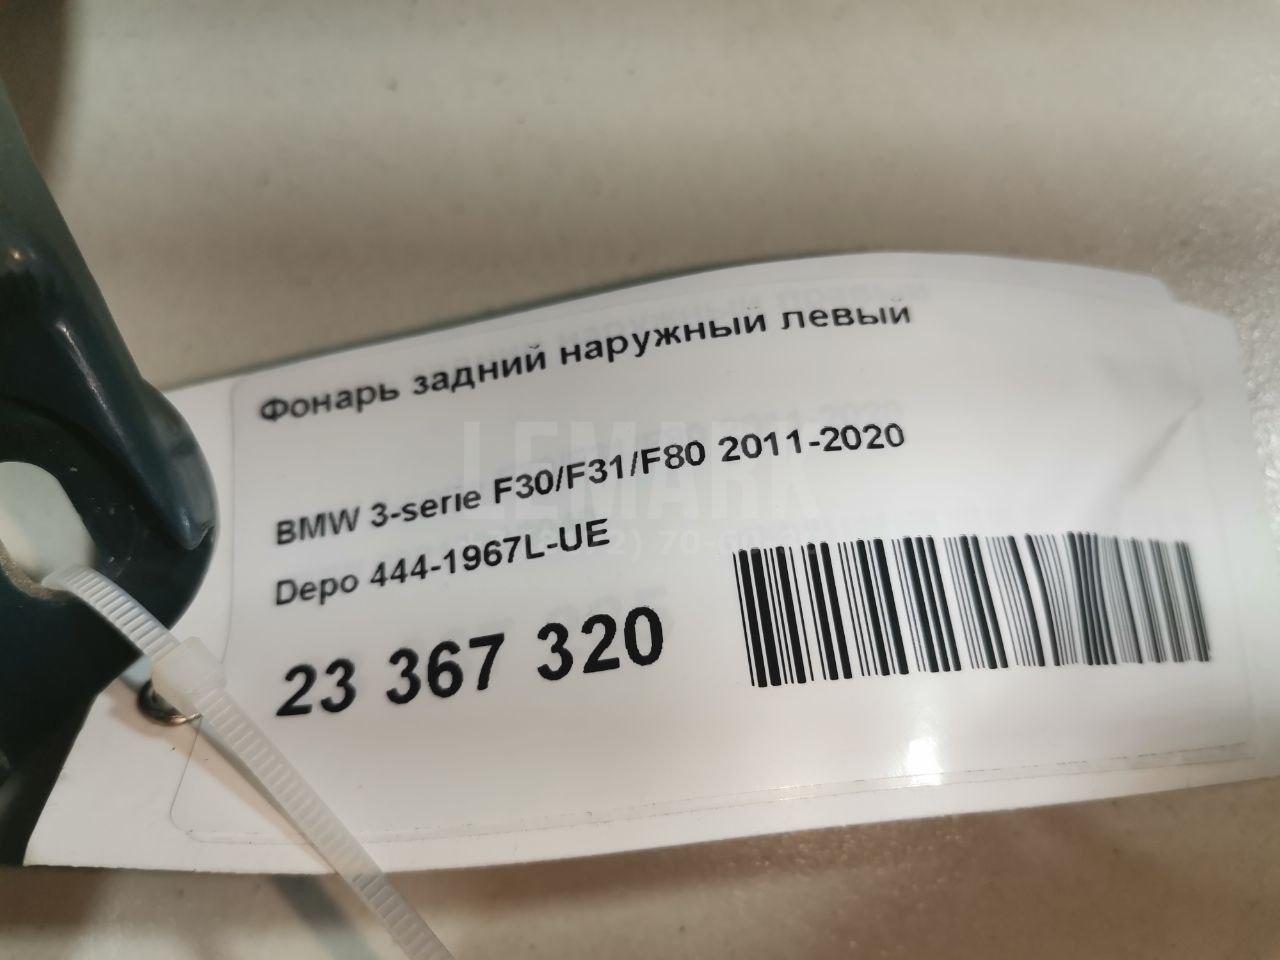 Фонарь задний наружный левый
BMW 3-serie F30/F31/F80 2011-2020
Depo 444-1967L-UE
23 367 320
LEMARK